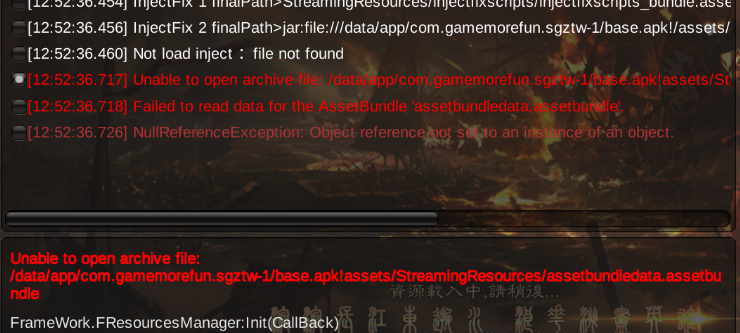 [12:52:36.454] InjectFix 1 finalPath>StreamingResources/injectfixscripts/injectfixscripts_bundle.asse
[12:52:36.456] InjectFix 2 finalPath>jar:file:///data/app/com.gamemorefun.sgztw-1/base.apk!/assets/
[12:52:36.460] Not load inject： file not found
[12:52:36.717] Unable to open archive file: /data/app/com.gamemorefun.sgztw-1/base.apk!assets/St
[12:52:36.718] Failed to read data for the AssetBundle 'assetbundledata.assetbundle'.
[12:52:36.726] NullReferenceException: Object reference not set to an instance of an object.
Unable to open archive file:
/data/app/com.gamemorefun.sgztw-1/base.apk!assets/StreamingResources/assetbundledata.assetbu
ndle
資源載入中,請稍後...
FrameWork.FResourcesManager:Init(CallBack)